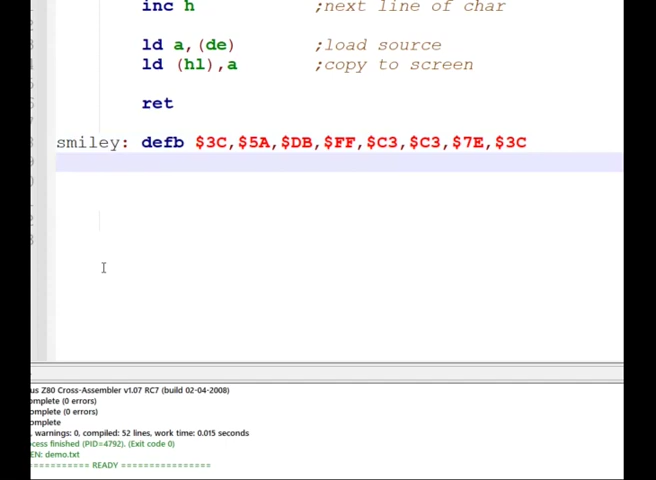 inc h ;next line of char
ld a,(de) ;load source
ld (hl),a ;copy to screen
ret
smiley: defb $3C,$5A,$DB,$FF,$C3,$C3,$7E,$3C
us Z80 Cross-Assembler v1.07 RC7 (build 02-04-2008)
omplete (0 errors)
omplete (0 errors)
omplete
, warnings: 0, compiled: 52 lines, work time: 0.015 seconds
cess finished (PID=4792). (Exit code 0)
EN: demo.txt
=========== READY ================